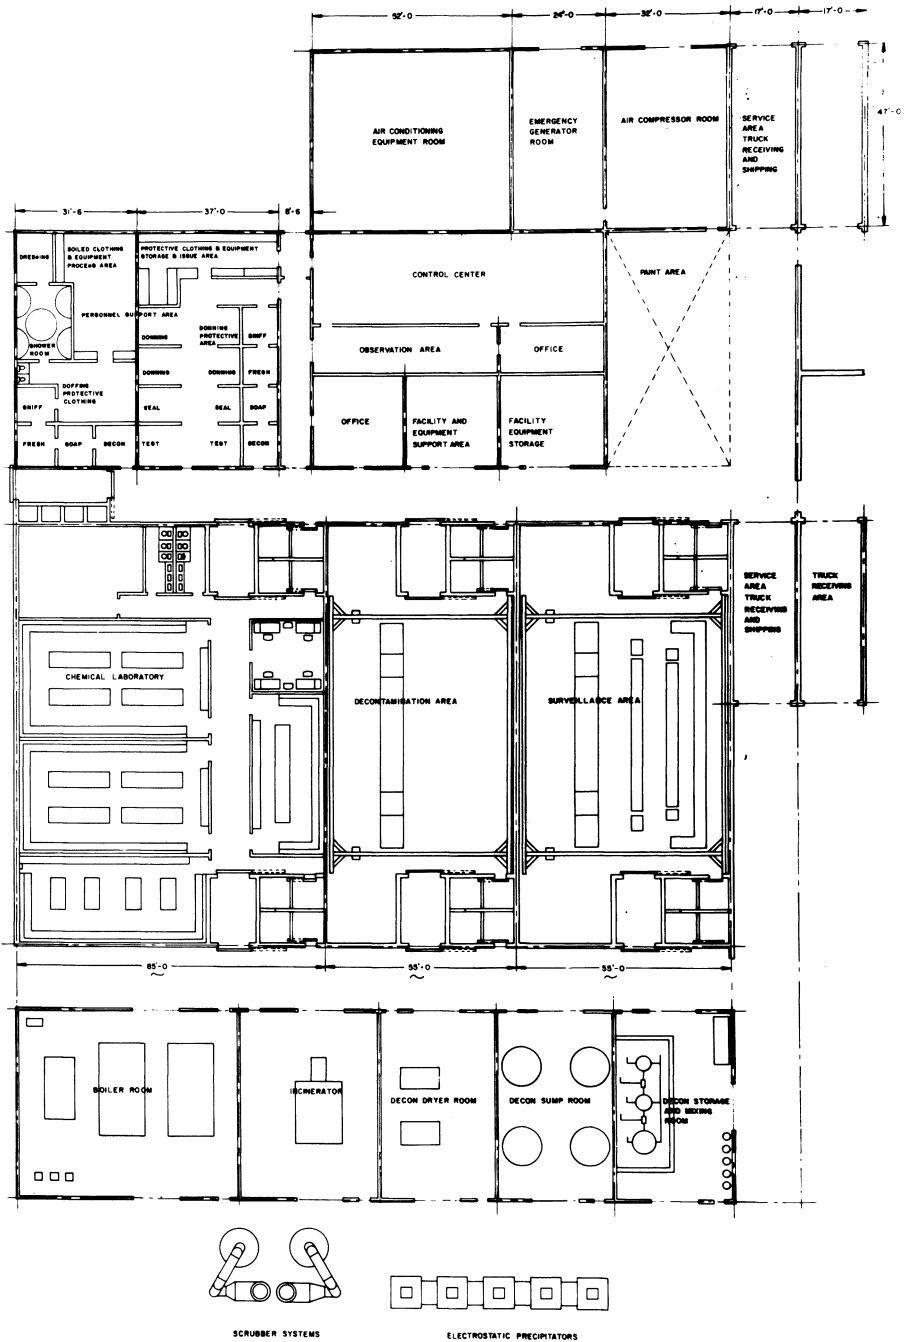 52'-0 24'-0 32'-0 17'-0 17'-0
47'-0
AIR CONDITIONING
EQUIPMENT ROOM
EMERGENCY
GENERATOR
ROOM
AIR COMPRESSOR ROOM
SERVICE
AREA
TRUCK
RECEIVING
AND
SHIPPING
31'-6 37'-0 8'-6
DRESSING
BOILED CLOTHING
& EQUIPMENT
PROCESS AREA
PROTECTIVE CLOTHING & EQUIPMENT
STORAGE & ISSUE AREA
CONTROL CENTER
PAINT AREA
PERSONNEL SUPPORT AREA
SHOWER
ROOM
DONNING
DONNING
PROTECTIVE
AREA
SNIFF
OBSERVATION AREA
OFFICE
DONNING
DONNING
FRESH
DOFFING
PROTECTIVE
CLOTHING
SNIFF
SEAL
SEAL
SOAP
OFFICE
FACILITY AND
EQUIPMENT
SUPPORT AREA
FACILITY
EQUIPMENT
STORAGE
FRESH
SOAP
DECON
TEST
TEST
DECON
SERVICE
AREA
TRUCK
RECEIVING
AND
SHIPPING
TRUCK
RECEIVING
AREA
CHEMICAL LABORATORY
DECONTAMINATION AREA
SURVEILLANCE AREA
85'-0 55'-0 55'-0
BOILER ROOM
INCINERATOR
DECON DRYER ROOM
DECON SUMP ROOM
DECON STORAGE
AND MIXING
ROOM
SCRUBBER SYSTEMS
ELECTROSTATIC PRECIPITATORS